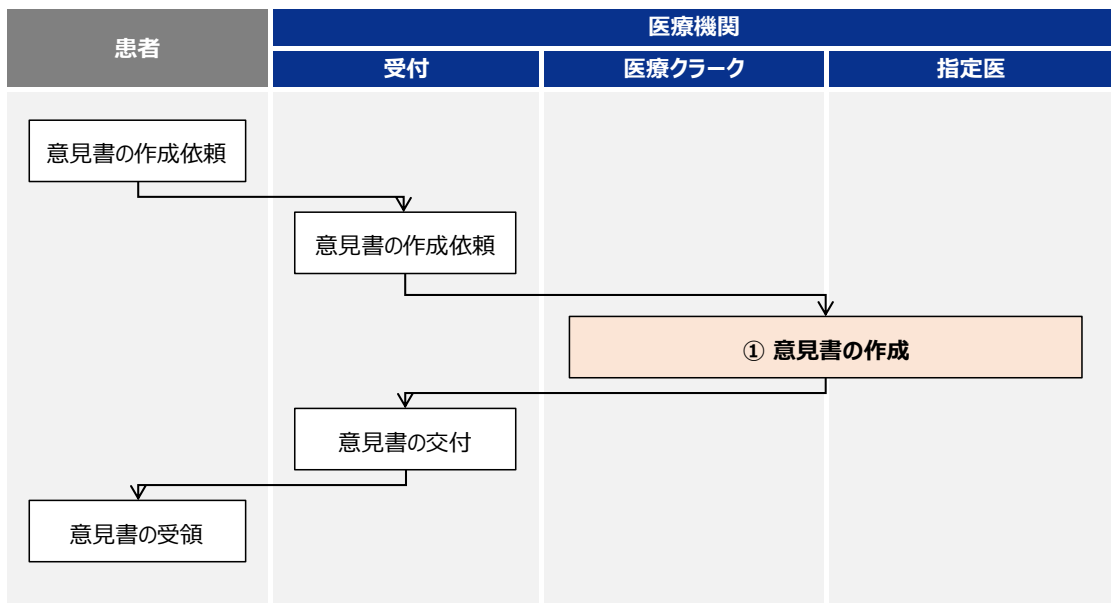 患者
医療機関
受付
医療クラーク
指定医
意見書の作成依頼
意見書の作成依頼
① 意見書の作成
意見書の交付
意見書の受領